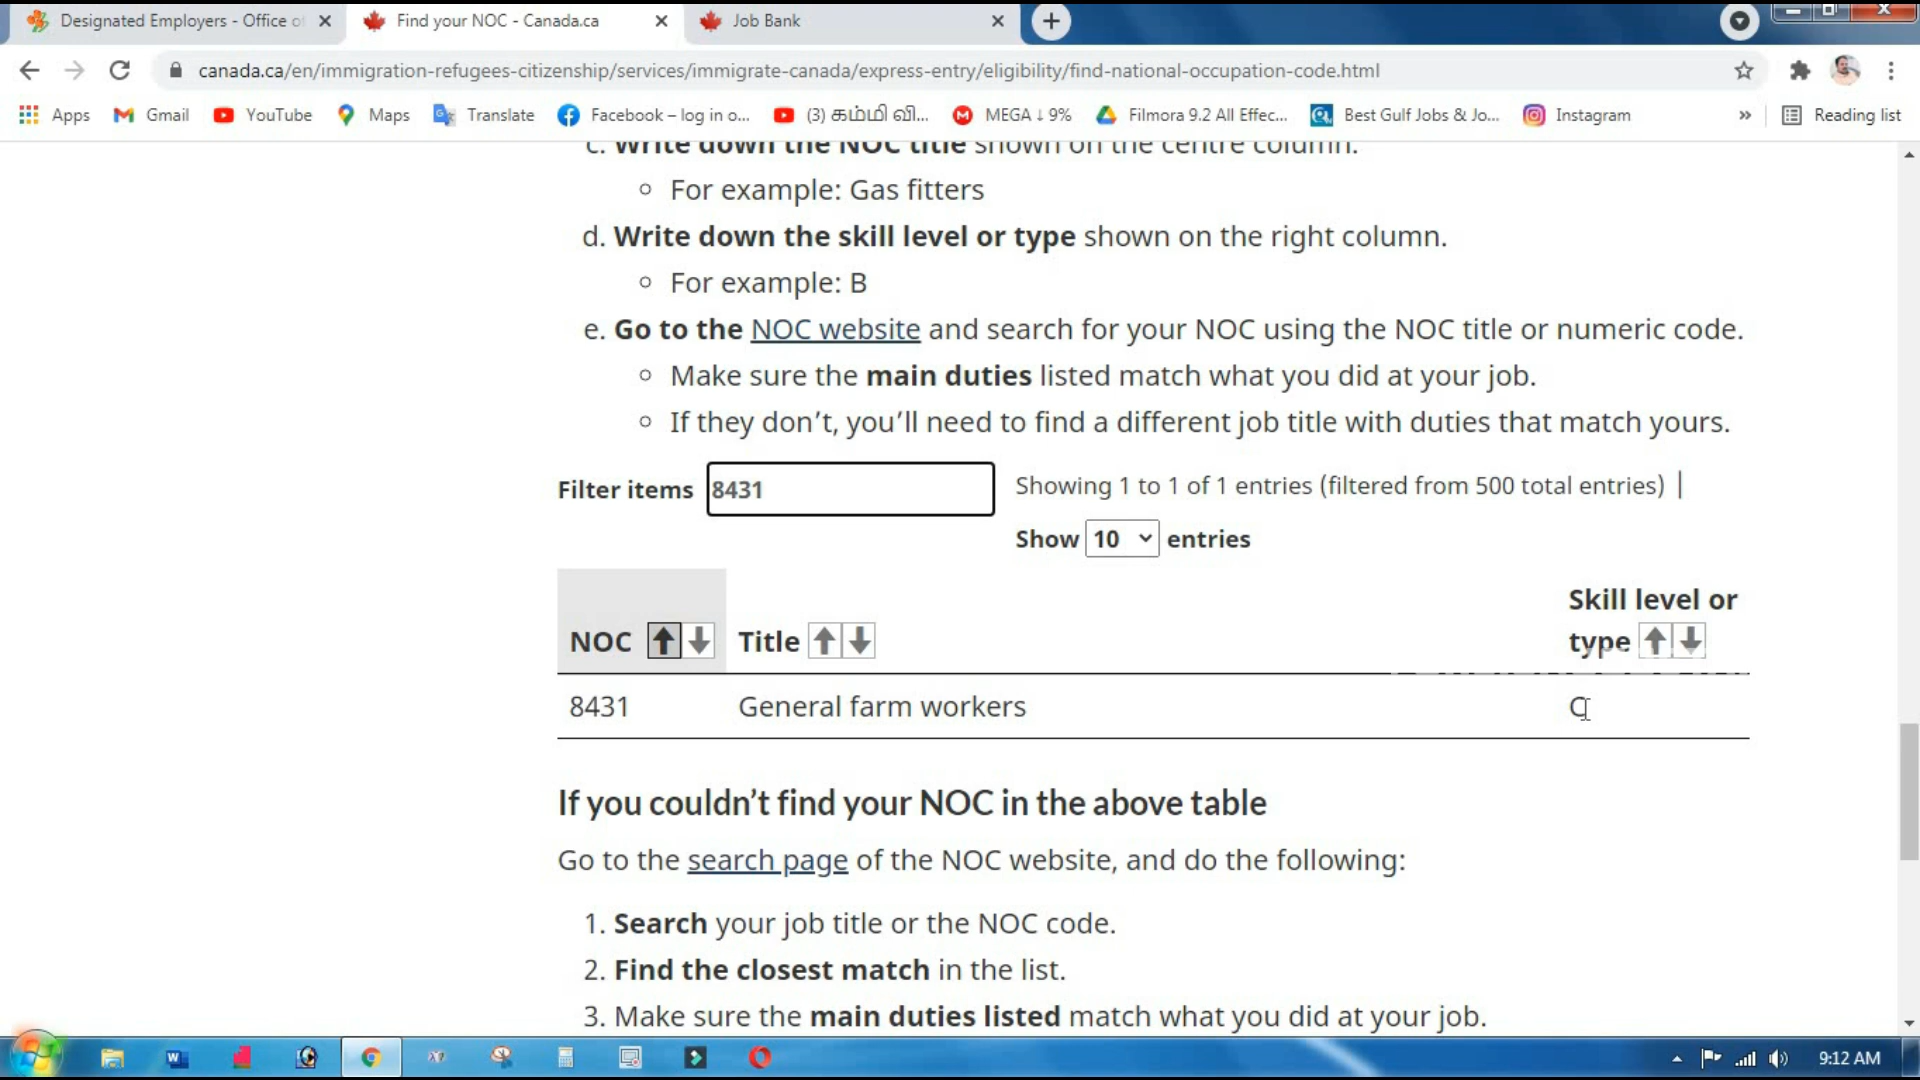 Designated Employers - Office o
Find your NOC - Canada.ca
Job Bank
canada.ca/en/immigration-refugees-citizenship/services/immigrate-canada/express-entry/eligibility/find-national-occupation-code.html
Apps
Gmail
YouTube
Maps
Translate
Facebook – log in o...
(3) கம்மி வி...
MEGA ↓ 9%
Filmora 9.2 All Effec...
Best Gulf Jobs & Jo...
Instagram
»
Reading list
c. Write down the NOC title shown on the centre column.
For example: Gas fitters
d. Write down the skill level or type shown on the right column.
For example: B
e. Go to the NOC website and search for your NOC using the NOC title or numeric code.
Make sure the main duties listed match what you did at your job.
If they don’t, you’ll need to find a different job title with duties that match yours.
Filter items 8431
Showing 1 to 1 of 1 entries (filtered from 500 total entries) |
Show 10 entries
NOC
Title
Skill level or
type
8431 General farm workers C
If you couldn’t find your NOC in the above table
Go to the search page of the NOC website, and do the following:
1. Search your job title or the NOC code.
2. Find the closest match in the list.
3. Make sure the main duties listed match what you did at your job.
9:12 AM